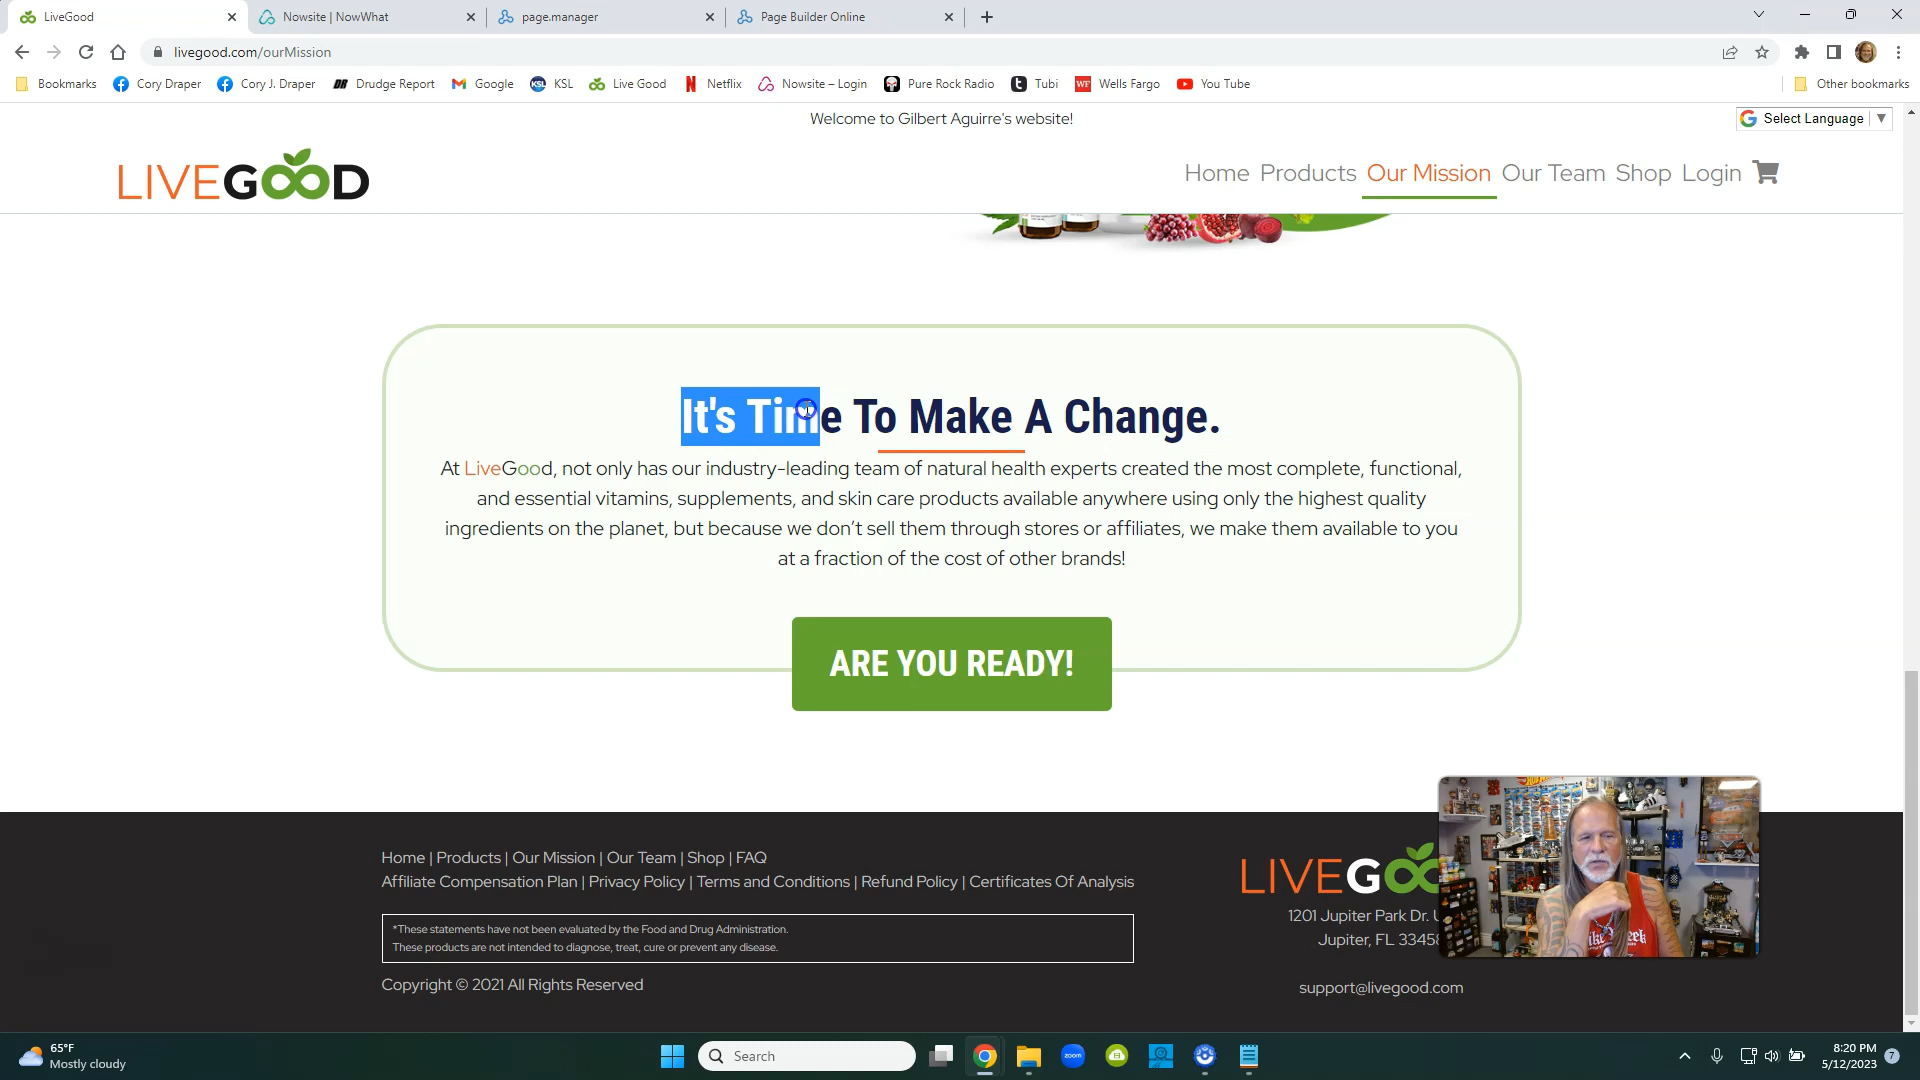 LiveGood
Nowsite | NowWhat
page.manager
Page Builder Online
livegood.com/ourMission
Bookmarks
Cory Draper
Cory J. Draper
Drudge Report
Google
KSL
Live Good
Netflix
Nowsite – Login
Pure Rock Radio
Tubi
Wells Fargo
You Tube
Other bookmarks
Welcome to Gilbert Aguirre's website!
Select Language
LIVEGOOD
Home Products Our Mission Our Team Shop Login
It's Time To Make A Change.
At LiveGood, not only has our industry-leading team of natural health experts created the most complete, functional,
and essential vitamins, supplements, and skin care products available anywhere using only the highest quality
ingredients on the planet, but because we don’t sell them through stores or affiliates, we make them available to you
at a fraction of the cost of other brands!
ARE YOU READY!
Home | Products | Our Mission | Our Team | Shop | FAQ
Affiliate Compensation Plan | Privacy Policy | Terms and Conditions | Refund Policy | Certificates Of Analysis
*These statements have not been evaluated by the Food and Drug Administration.
These products are not intended to diagnose, treat, cure or prevent any disease.
Copyright © 2021 All Rights Reserved
LIVEGOO
1201 Jupiter Park Dr.
Jupiter, FL 33458
support@livegood.com
65°F
Mostly cloudy
Search
zoom
8:20 PM
5/12/2023
7